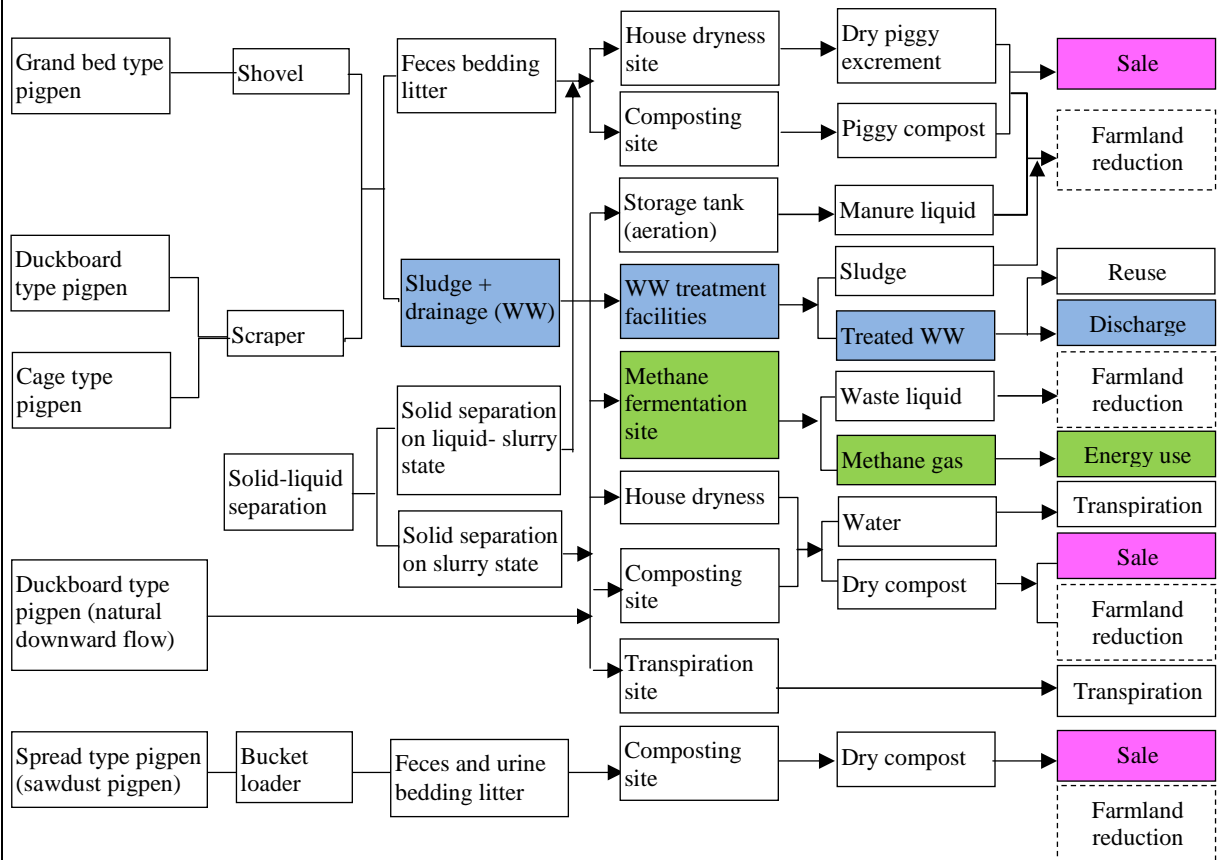 Grand bed type
pigpen
Shovel
Feces bedding
litter
House dryness
site
Dry piggy
excrement
Sale
Composting
site
Piggy compost
Farmland
reduction
Storage tank
(aeration)
Manure liquid
Duckboard
type pigpen
Scraper
Cage type
pigpen
Sludge +
drainage (WW)
WW treatment
facilities
Sludge
Treated WW
Reuse
Discharge
Methane
fermentation
site
Waste liquid
Farmland
reduction
Methane gas
Energy use
Solid-liquid
separation
Solid separation
on liquid- slurry
state
Solid separation
on slurry state
House dryness
Water
Transpiration
Duckboard type
pigpen (natural
downward flow)
Composting
site
Dry compost
Sale
Farmland
reduction
Transpiration
site
Transpiration
Spread type pigpen
(sawdust pigpen)
Bucket
loader
Feces and urine
bedding litter
Composting
site
Dry compost
Sale
Farmland
reduction